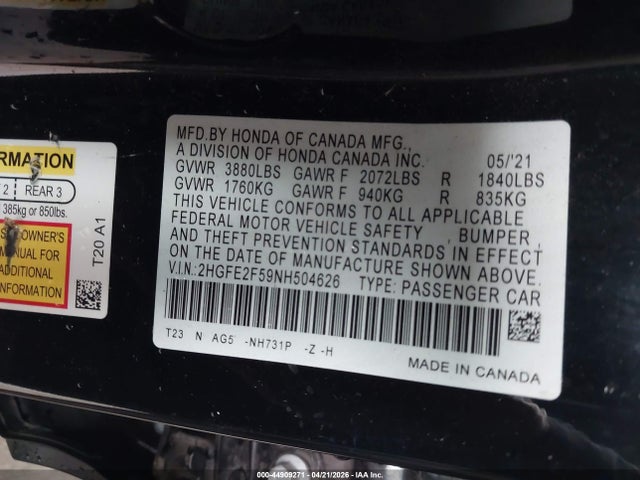 MFD.BY HONDA OF CANADA MFG.,
A DIVISION OF HONDA CANADA INC. 05/'21
GVWR 3880LBS GAWR F 2072LBS R 1840LBS
GVWR 1760KG GAWR F 940KG R 835KG
THIS VEHICLE CONFORMS TO ALL APPLICABLE
FEDERAL MOTOR VEHICLE SAFETY , BUMPER ,
AND THEFT PREVENTION STANDARDS IN EFFECT
ON THE DATE OF MANUFACTURE SHOWN ABOVE.
V.I.N:2HGFE2F59NH504626 TYPE: PASSENGER CAR
T23 N AG5 -NH731P -Z -H
MADE IN CANADA
RMATION
2 REAR 3
385kg or 850lbs.
OWNER'S
MANUAL FOR
ADDITIONAL
INFORMATION
T20 A1
000-44909271 - 04/21/2026 - IAA Inc.